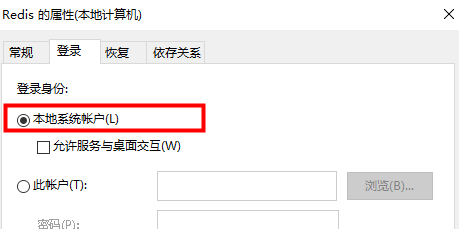 Redis 的属性(本地计算机)
常规 登录 恢复 依存关系
登录身份:
本地系统帐户(L)
允许服务与桌面交互(W)
此帐户(T): 浏览(B)...
密码(P):